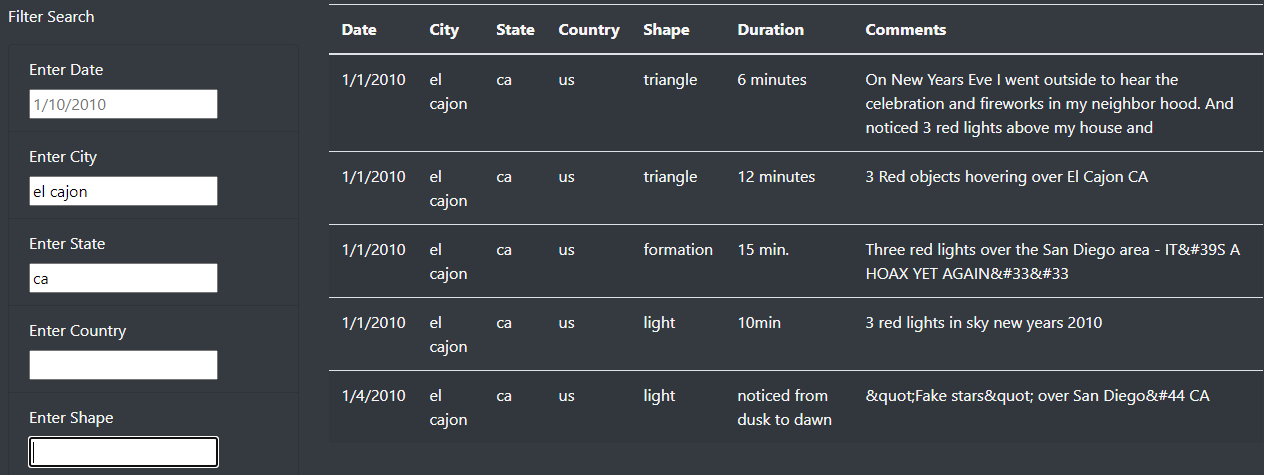 Filter Search
Enter Date
1/10/2010
Enter City
el cajon
Enter State
ca
Enter Country
Enter Shape
Date City State Country Shape Duration Comments
1/1/2010 el ca us triangle 6 minutes On New Years Eve I went outside to hear the
cajon celebration and fireworks in my neighbor hood. And
noticed 3 red lights above my house and
1/1/2010 el ca us triangle 12 minutes 3 Red objects hovering over El Cajon CA
cajon
1/1/2010 el ca us formation 15 min. Three red lights over the San Diego area - IT&#39S A
cajon HOAX YET AGAIN&#33&#33
1/1/2010 el ca us light 10min 3 red lights in sky new years 2010
cajon
1/4/2010 el ca us light noticed from &quot;Fake stars&quot; over San Diego&#44 CA
cajon dusk to dawn